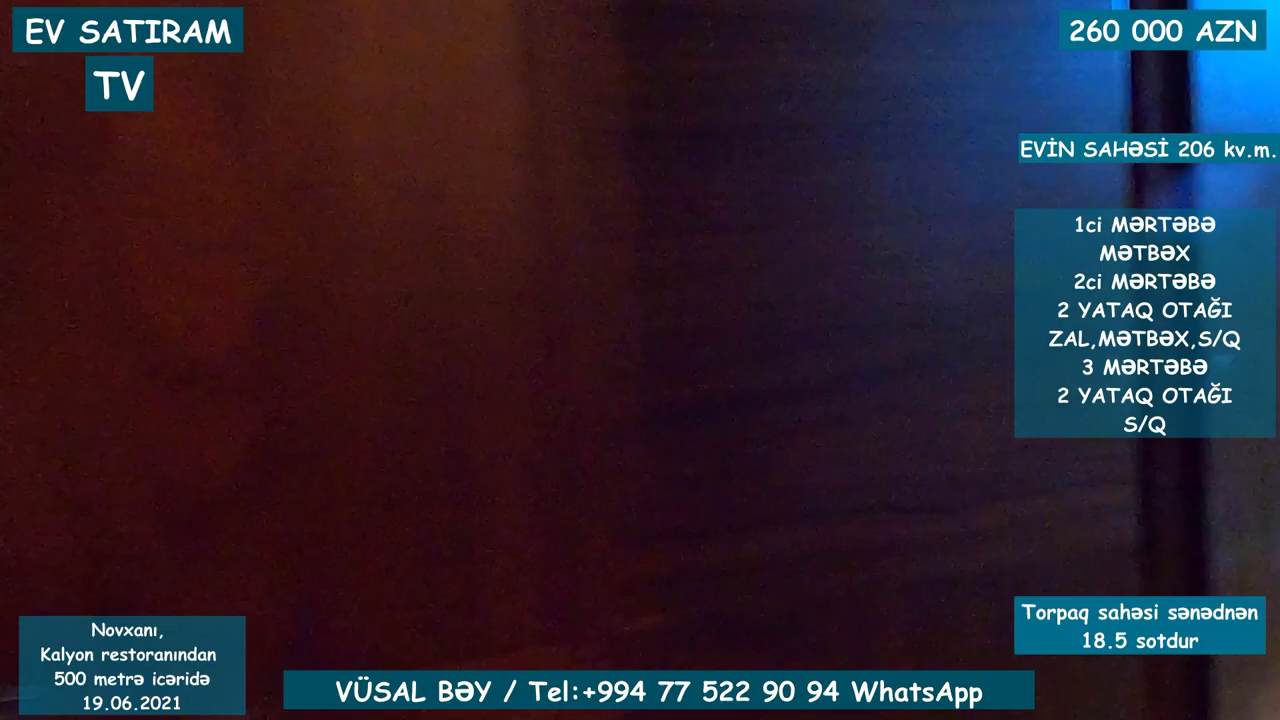 EV SATIRAM
TV
260 000 AZN
EVİN SAHƏSİ 206 kv.m.
1ci MƏRTƏBƏ
MƏTBƏX
2ci MƏRTƏBƏ
2 YATAQ OTAĞI
ZAL,MƏTBƏX,S/Q
3 MƏRTƏBƏ
2 YATAQ OTAĞI
S/Q
Torpaq sahəsi sənədnən
18.5 sotdur
Novxanı,
Kalyon restoranından
500 metrə icəridə
19.06.2021
VÜSAL BƏY / Tel:+994 77 522 90 94 WhatsApp